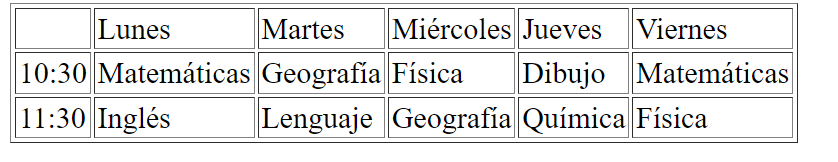 Lunes Martes Miércoles Jueves Viernes
10:30 Matemáticas Geografía Física Dibujo Matemáticas
11:30 Inglés Lenguaje Geografía Química Física